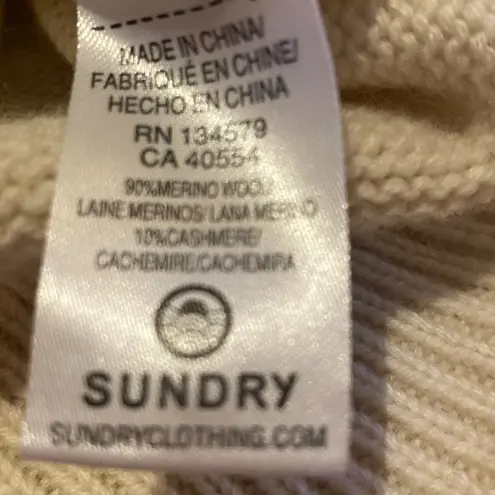 MADE IN CHINA/
FABRIQUÉ EN CHINE/
HECHO EN CHINA
RN 134579
CA 40554
90%MERINO WOOL/
LAINE MERINOS/LANA MERINO
10%CASHMERE/
CACHEMIRE/CACHEMIRA
SUNDRY
SUNDRYCLOTHING.COM